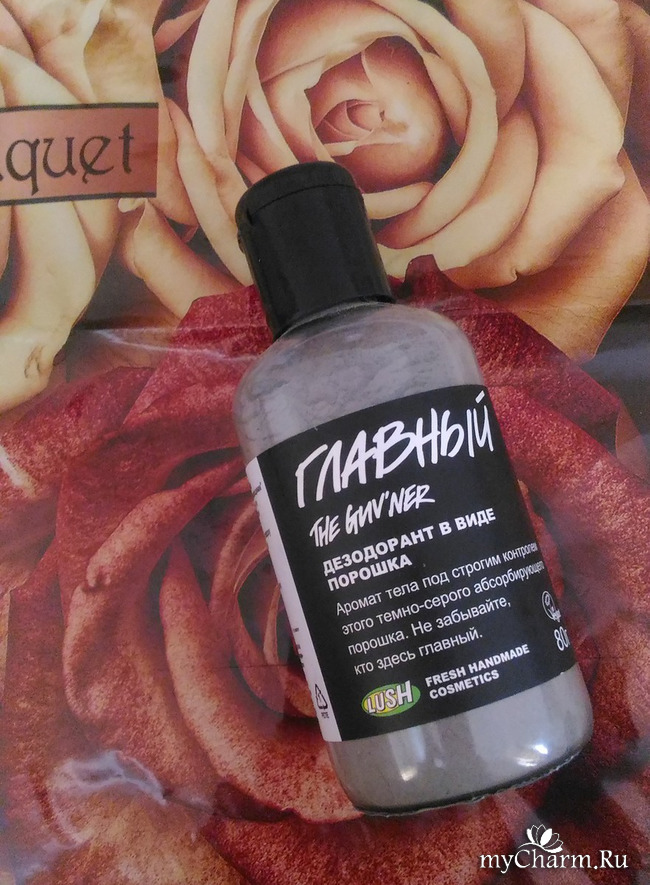 quet
ГЛАВНЫЙ
THE GUV'NER
ДЕЗОДОРАНТ В ВИДЕ
ПОРОШКА
Аромат тела под строгим контролем
этого темно-серого абсорбирующего
порошка. Не забывайте,
кто здесь главный.
80г
LUSH
FRESH HANDMADE
COSMETICS
myCharm.Ru